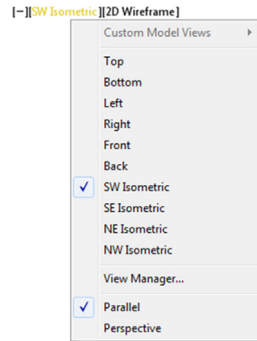 [−][SW Isometric][2D Wireframe]
Custom Model Views
Top
Bottom
Left
Right
Front
Back
SW Isometric
SE Isometric
NE Isometric
NW Isometric
View Manager...
Parallel
Perspective